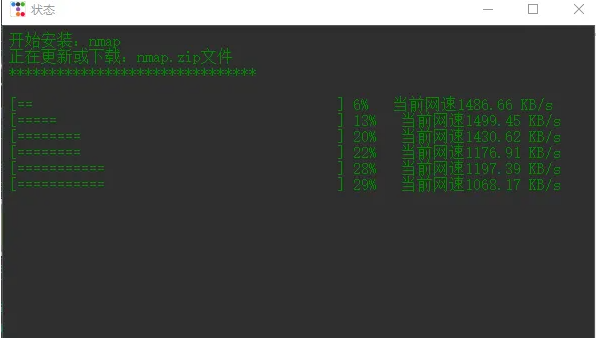 状态
开始安装：nmap
正在更新或下载：nmap.zip文件
*******************************
[== ] 6% 当前网速1486.66 KB/s
[===== ] 13% 当前网速1499.45 KB/s
[======== ] 20% 当前网速1430.62 KB/s
[======== ] 22% 当前网速1176.91 KB/s
[=========== ] 28% 当前网速1197.39 KB/s
[=========== ] 29% 当前网速1068.17 KB/s